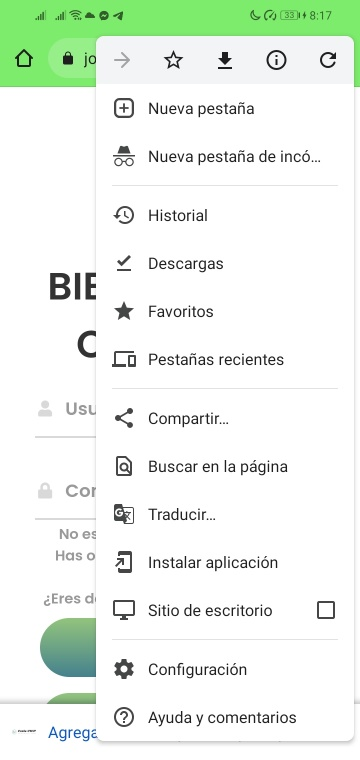 33 8:17
jo
Nueva pestaña
Nueva pestaña de incó...
Historial
Descargas
BIE
Favoritos
C
Pestañas recientes
Usu
Compartir...
Buscar en la página
Con
Traducir...
No es
Has o
Instalar aplicación
¿Eres de
Sitio de escritorio
Configuración
Ayuda y comentarios
Agrega